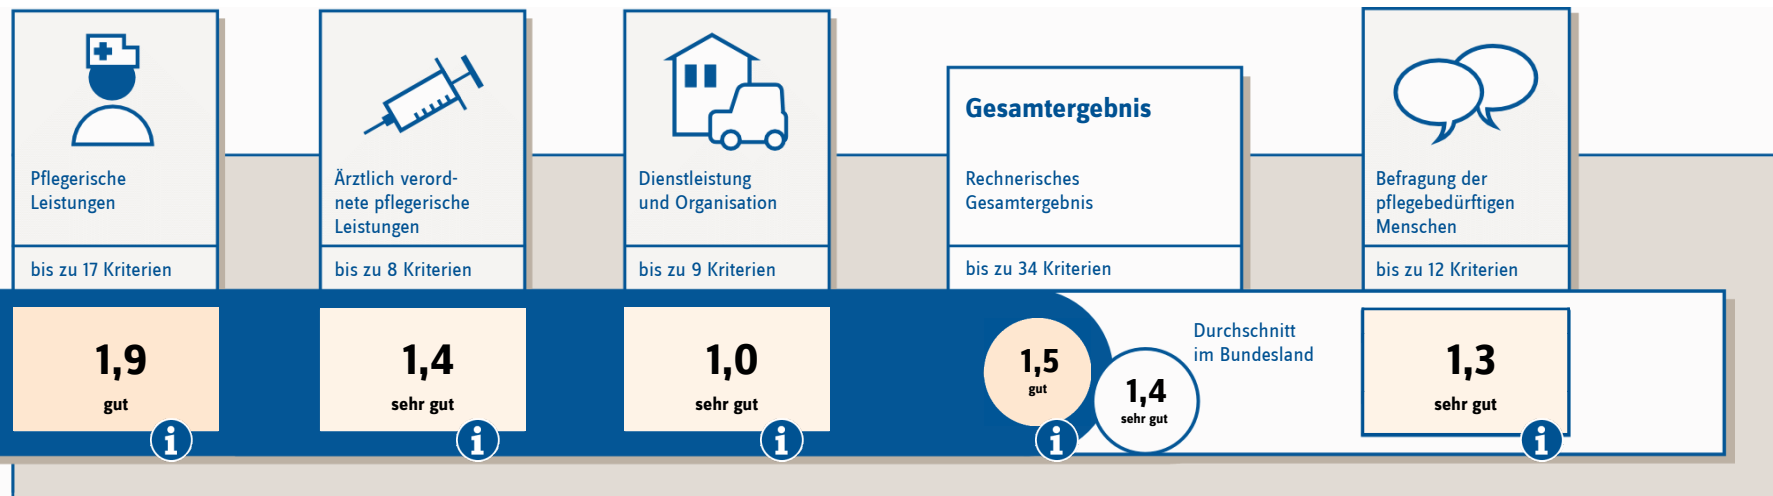 Pflegerische
Leistungen
bis zu 17 Kriterien
1,9
gut
i
Ärztlich verord-
nete pflegerische
Leistungen
bis zu 8 Kriterien
1,4
sehr gut
i
Dienstleistung
und Organisation
bis zu 9 Kriterien
1,0
sehr gut
i
Gesamtergebnis
Rechnerisches
Gesamtergebnis
bis zu 34 Kriterien
1,5
gut
i
1,4
sehr gut
Durchschnitt
im Bundesland
Befragung der
pflegebedürftigen
Menschen
bis zu 12 Kriterien
1,3
sehr gut
i